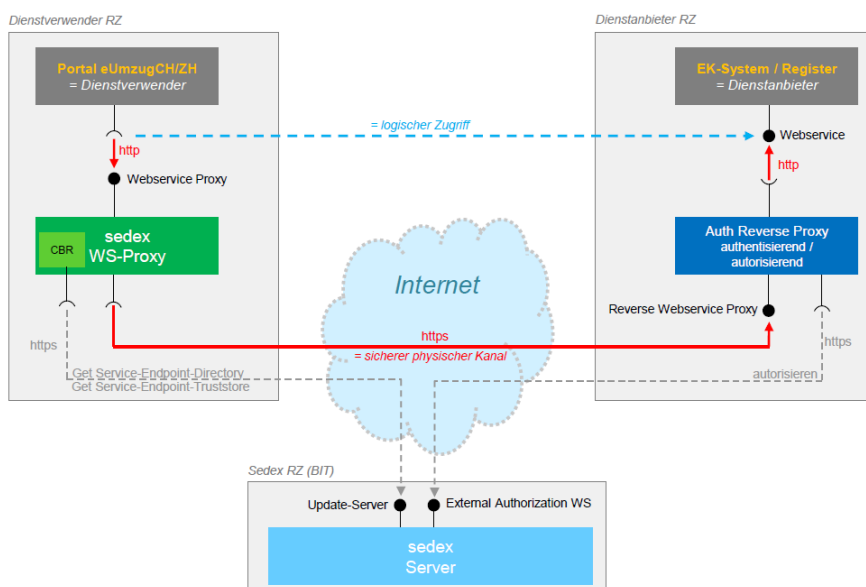 Dienstverwender RZ
Dienstanbieter RZ
Portal eUmzugCH/ZH
= Dienstverwender
EK-System / Register
= Dienstanbieter
= logischer Zugriff
Webservice
http
http
Webservice Proxy
sedex
WS-Proxy
CBR
Auth Reverse Proxy
authentisierend /
autorisierend
Internet
Reverse Webservice Proxy
https
https
https
= sicherer physischer Kanal
Get Service-Endpoint-Directory
Get Service-Endpoint-Truststore
autorisieren
Sedex RZ (BIT)
Update-Server
External Authorization WS
sedex
Server